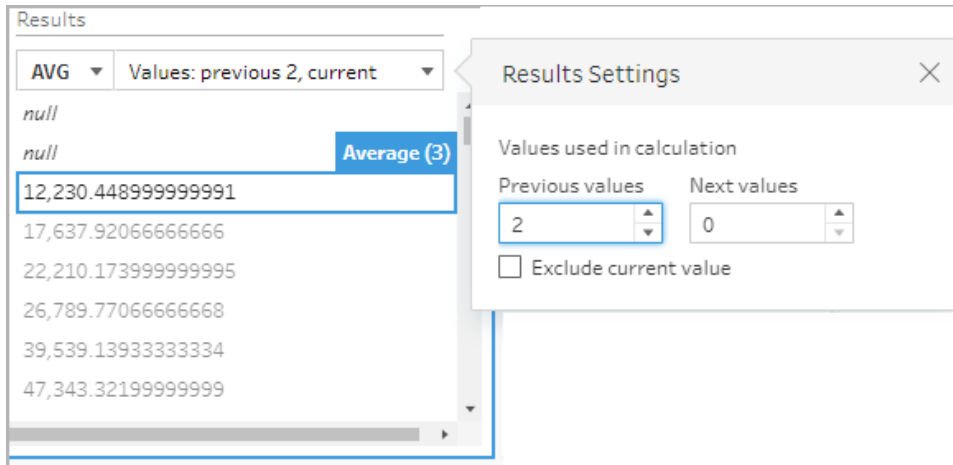 Results
AVG Values: previous 2, current
null
null Average (3)
12,230.448999999991
17,637.92066666666
22,210.173999999995
26,789.77066666668
39,539.13933333334
47,343.32199999999
Results Settings
Values used in calculation
Previous values Next values
2 0
Exclude current value